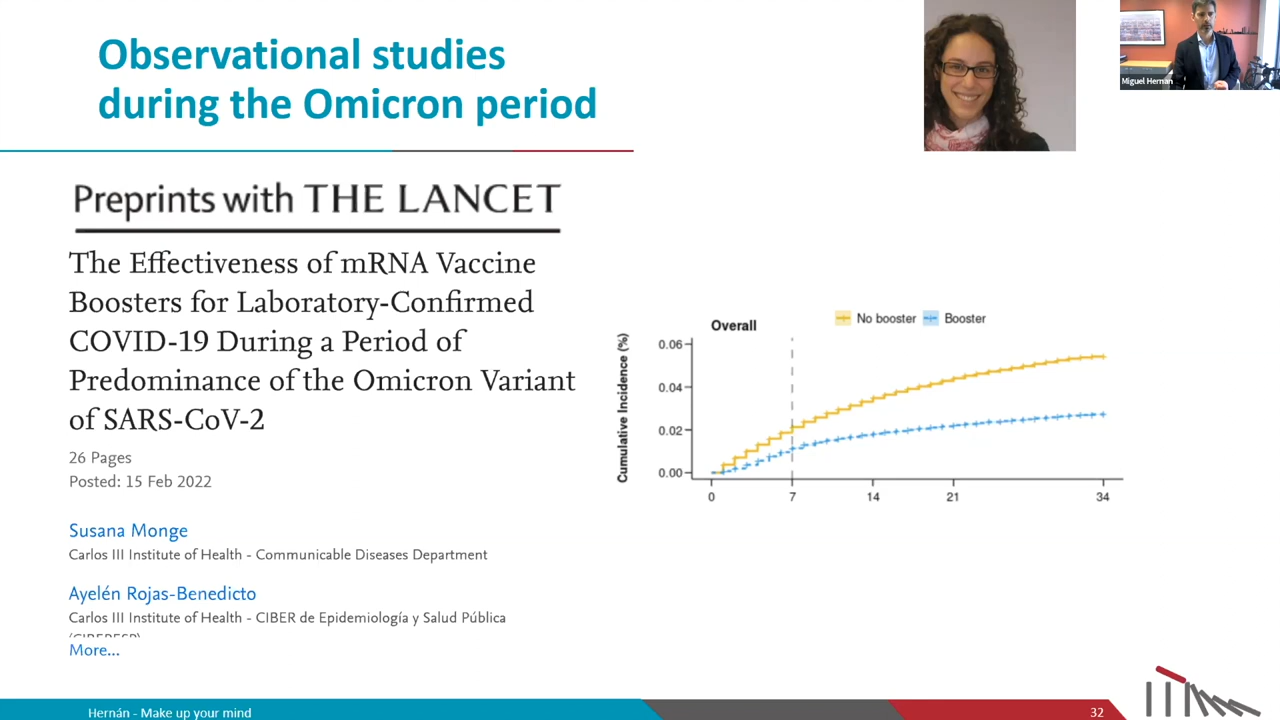 Observational studies
during the Omicron period
Miguel Hernan
Preprints with THE LANCET
The Effectiveness of mRNA Vaccine
Boosters for Laboratory-Confirmed
COVID-19 During a Period of
Predominance of the Omicron Variant
of SARS-CoV-2
26 Pages
Posted: 15 Feb 2022
Susana Monge
Carlos III Institute of Health - Communicable Diseases Department
Ayelén Rojas-Benedicto
Carlos III Institute of Health - CIBER de Epidemiología y Salud Pública
(CIBERESP)
More...
Overall
No booster Booster
Cumulative Incidence (%)
0.06
0.04
0.02
0.00
0 7 14 21 34
Hernán - Make up your mind
32